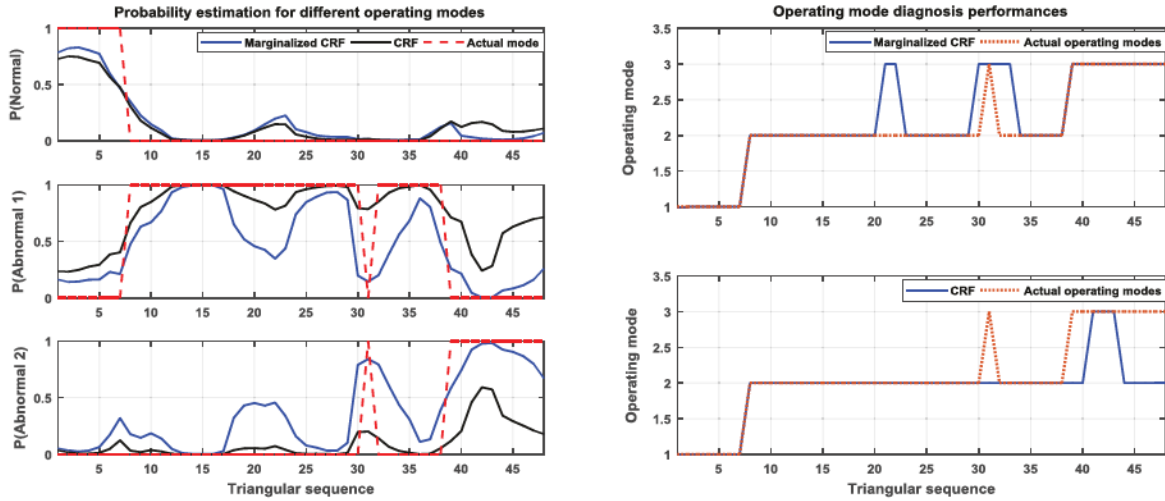 Probability estimation for different operating modes
P(Normal)
1
0.5
0
Marginalized CRF CRF Actual mode
5 10 15 20 25 30 35 40 45
P(Abnormal 1)
1
0.5
0
5 10 15 20 25 30 35 40 45
P(Abnormal 2)
1
0.5
0
5 10 15 20 25 30 35 40 45
Triangular sequence
Operating mode diagnosis performances
Operating mode
3.5
3
2.5
2
1.5
1
Marginalized CRF Actual operating modes
5 10 15 20 25 30 35 40 45
Operating mode
3.5
3
2.5
2
1.5
1
CRF Actual operating modes
5 10 15 20 25 30 35 40 45
Triangular sequence